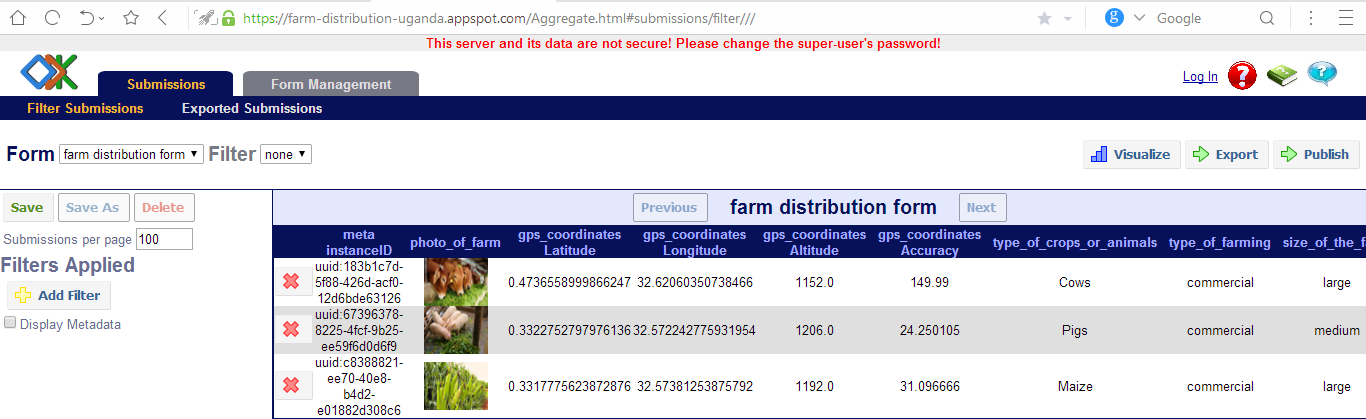 https://farm-distribution-uganda.appspot.com/Aggregate.html#submissions/filter///
Google
This server and its data are not secure! Please change the super-user's password!
Submissions
Form Management
Log In
Filter Submissions
Exported Submissions
Form farm distribution form Filter none
Visualize
Export
Publish
Save
Save As
Delete
Submissions per page 100
Filters Applied
Add Filter
Display Metadata
Previous
farm distribution form
Next
meta
instanceID
photo_of_farm
gps_coordinates
Latitude
gps_coordinates
Longitude
gps_coordinates
Altitude
gps_coordinates
Accuracy
type_of_crops_or_animals
type_of_farming
size_of_the_f
uuid:183b1c7d-
5f88-426d-acf0-
12d6bde63126
0.4736558999866247 32.62060350738466 1152.0 149.99 Cows commercial large
uuid:67396378-
8225-4fcf-9b25-
ee59f6d0d6f9
0.3322752797976136 32.572242775931954 1206.0 24.250105 Pigs commercial medium
uuid:c8388821-
ee70-40e8-
b4d2-
e01882d308c6
0.3317775623872876 32.57381253875792 1192.0 31.096666 Maize commercial large